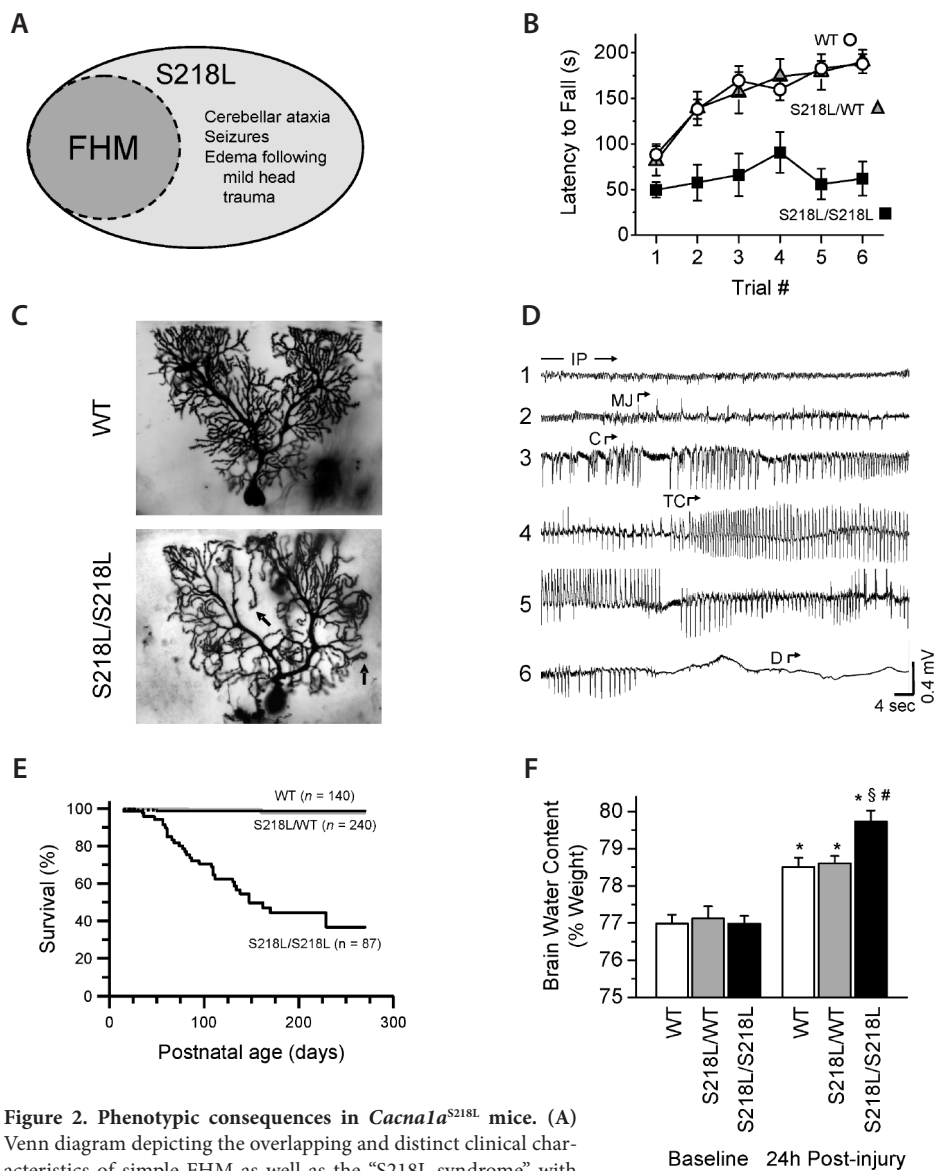 A
S218L
FHM
Cerebellar ataxia
Seizures
Edema following
mild head
trauma
B
Latency to Fall (s)
200
150
100
50
0
WT
S218L/WT
S218L/S218L
1 2 3 4 5 6
Trial #
C
WT
S218L/S218L
D
IP
1
MJ
2
C
3
TC
4
5
D
6
0.4 mV
4 sec
E
Survival (%)
100
80
60
40
20
0
WT (n = 140)
S218L/WT (n = 240)
S218L/S218L (n = 87)
0 100 200 300
Postnatal age (days)
F
Brain Water Content
(% Weight)
80
79
78
77
76
75
* * * § #
WT
S218L/WT
S218L/S218L
WT
S218L/WT
S218L/S218L
Baseline 24h Post-injury
Figure 2. Phenotypic consequences in Cacna1aS218L mice. (A)
Venn diagram depicting the overlapping and distinct clinical char-
acteristics of simple FHM as well as the “S218L syndrome” with